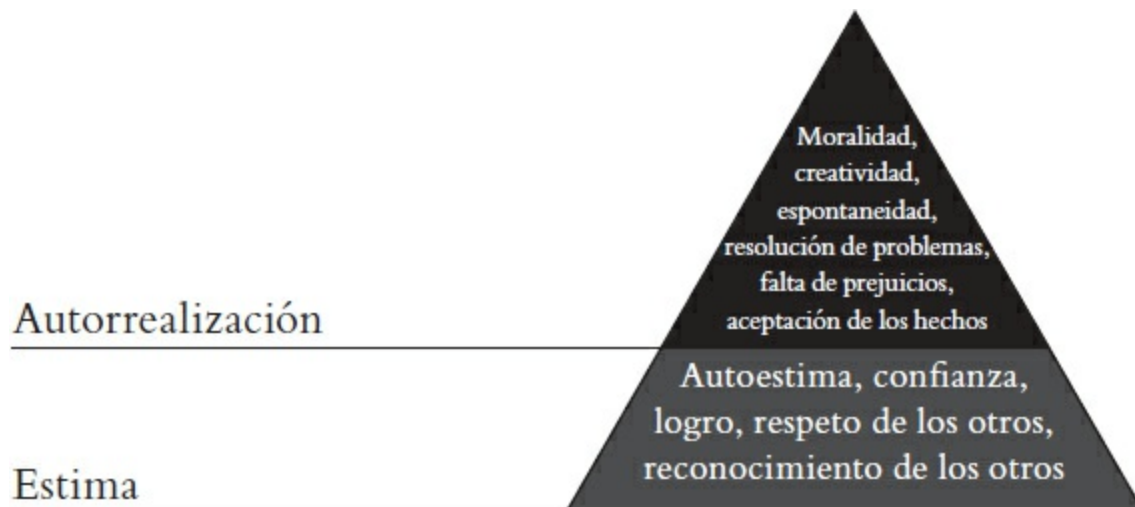 Moralidad,
creatividad,
espontaneidad,
resolución de problemas,
falta de prejuicios,
aceptación de los hechos
Autorrealización
Autoestima, confianza,
logro, respeto de los otros,
reconocimiento de los otros
Estima